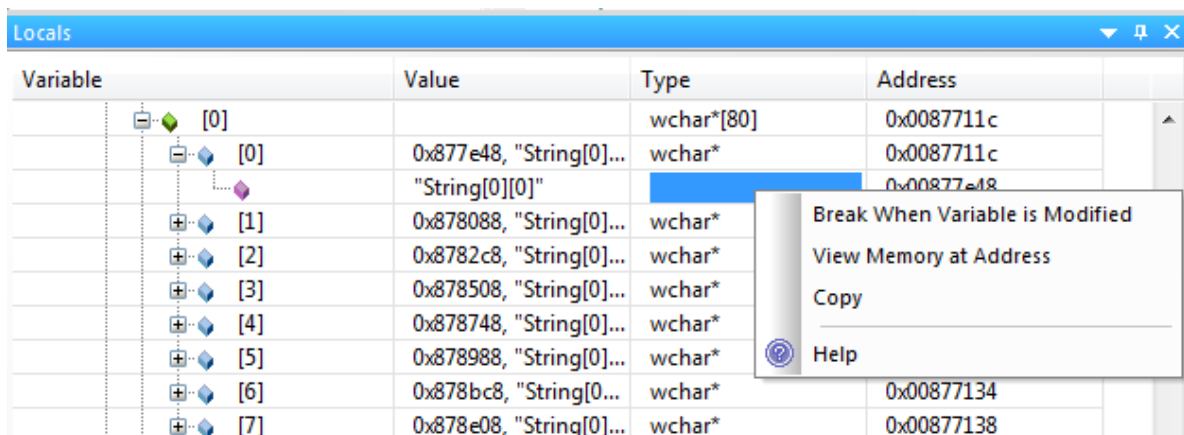 Locals
Variable Value Type Address
[0] wchar*[80] 0x0087711c
[0] 0x877e48, "String[0]... wchar* 0x0087711c
"String[0][0]" 0x00877e48
[1] 0x878088, "String[0]... wchar*
[2] 0x8782c8, "String[0]... wchar*
[3] 0x878508, "String[0]... wchar*
[4] 0x878748, "String[0]... wchar*
[5] 0x878988, "String[0]... wchar*
[6] 0x878bc8, "String[0... wchar* 0x00877134
[7] 0x878e08, "String[0]... wchar* 0x00877138
Break When Variable is Modified
View Memory at Address
Copy
Help